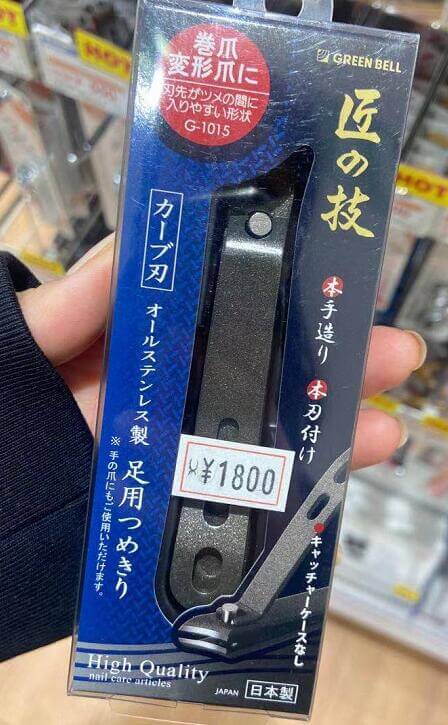 巻爪
変形爪に
刃先がツメの間に
入りやすい形状
G-1015
GREEN BELL
匠の技
本手造り
本刃付け
カーブ刃
オールステンレス製
足用つめきり
※手の爪にもご使用いただけます。
¥1800
キャッチャーケースなし
High Quality
nail care articles
JAPAN
日本製
HOT
HOT